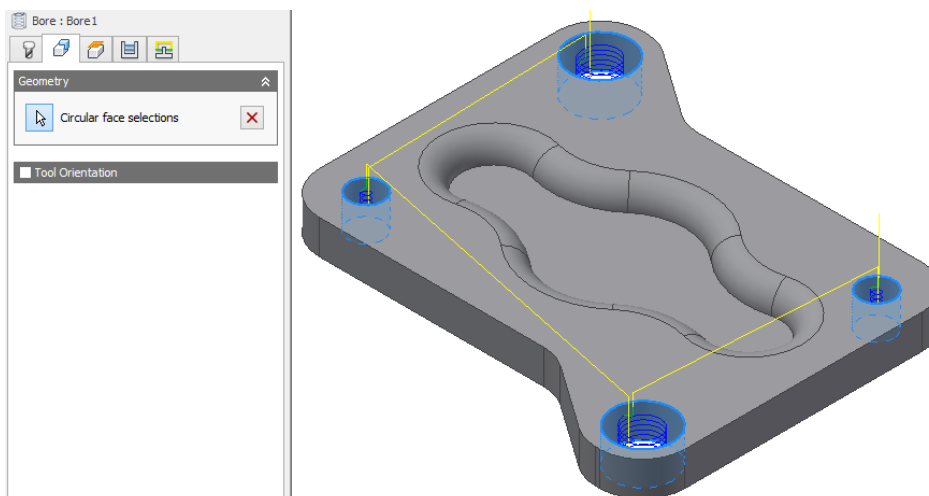 Bore : Bore1
Geometry
Circular face selections
Tool Orientation